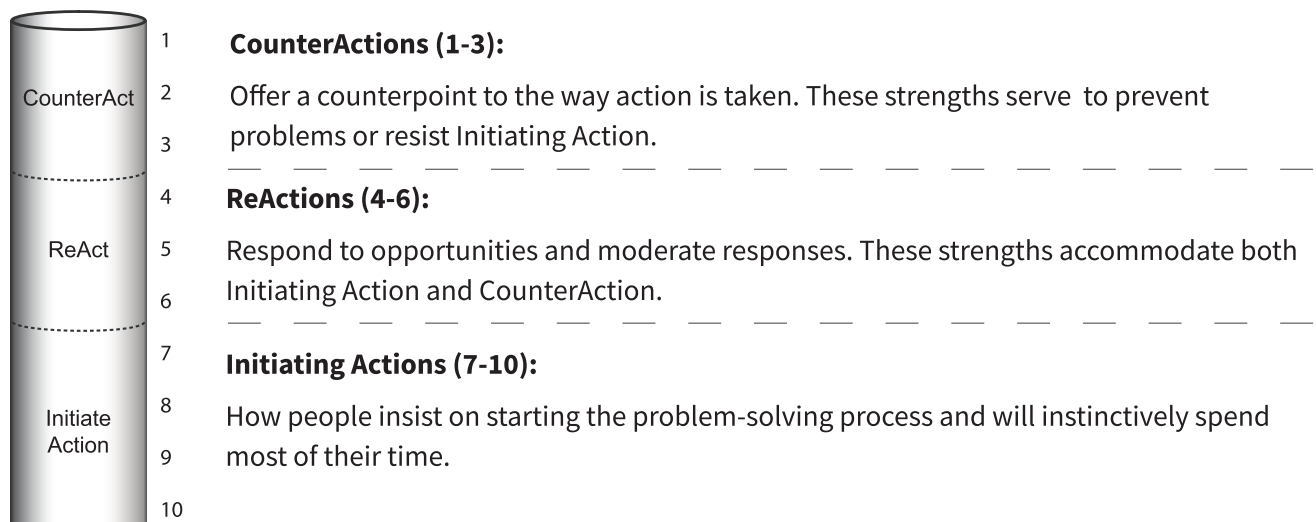 CounterAct
ReAct
Initiate
Action
1
2
3
4
5
6
7
8
9
10
CounterActions (1-3):
Offer a counterpoint to the way action is taken. These strengths serve  to prevent
problems or resist Initiating Action.
ReActions (4-6):
Respond to opportunities and moderate responses. These strengths accommodate both
Initiating Action and CounterAction.
Initiating Actions (7-10):
How people insist on starting the problem-solving process and will instinctively spend
most of their time.